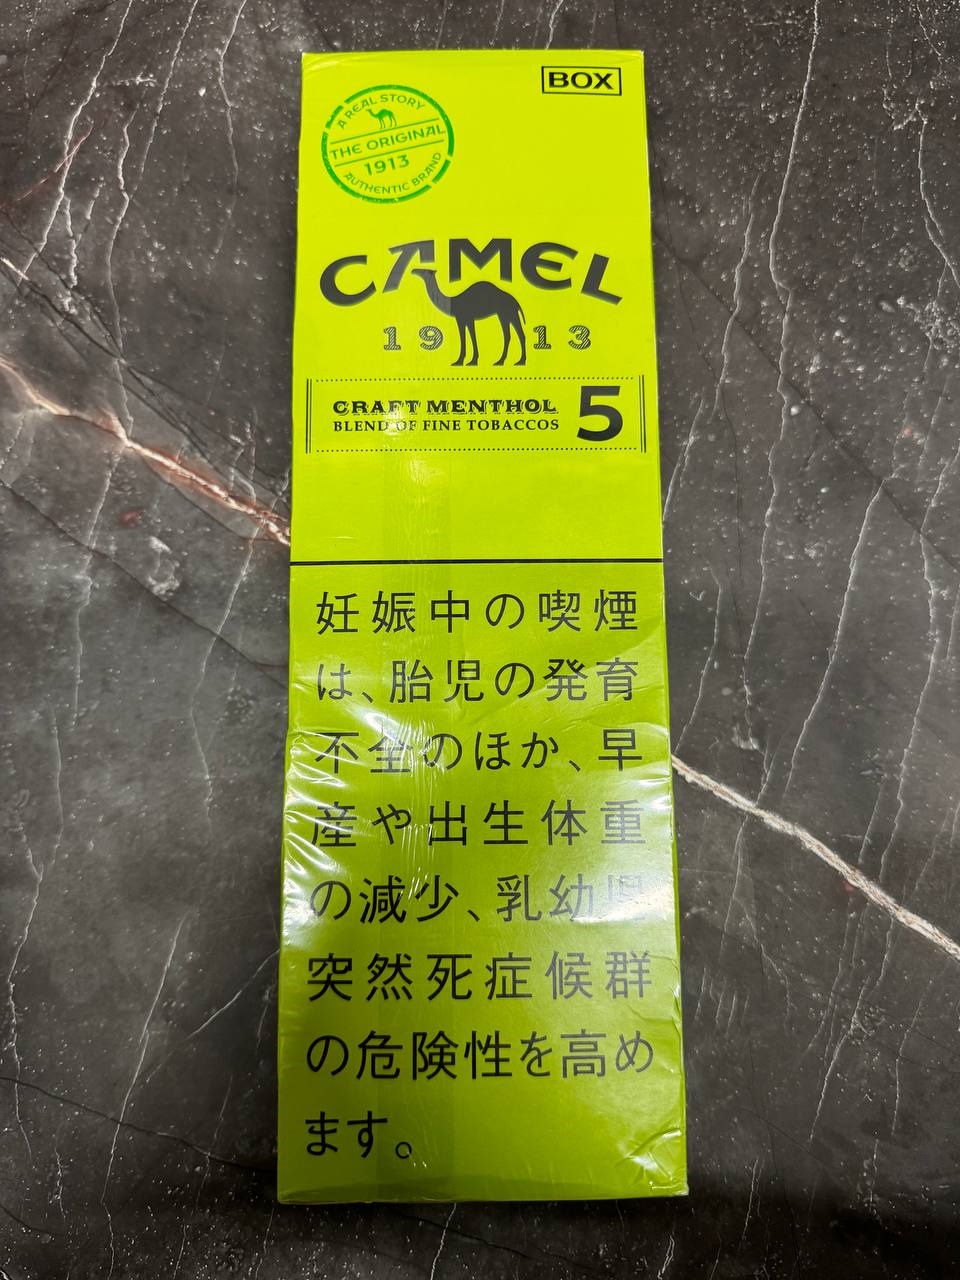 BOX
A REAL STORY
THE ORIGINAL
1913
AUTHENTIC BRAND
CAMEL
1913
CRAFT MENTHOL 5
BLEND OF FINE TOBACCOS
妊娠中の喫煙
は、胎児の発育
不全のほか、早
産や出生体重
の減少、乳幼児
突然死症候群
の危険性を高め
ます。